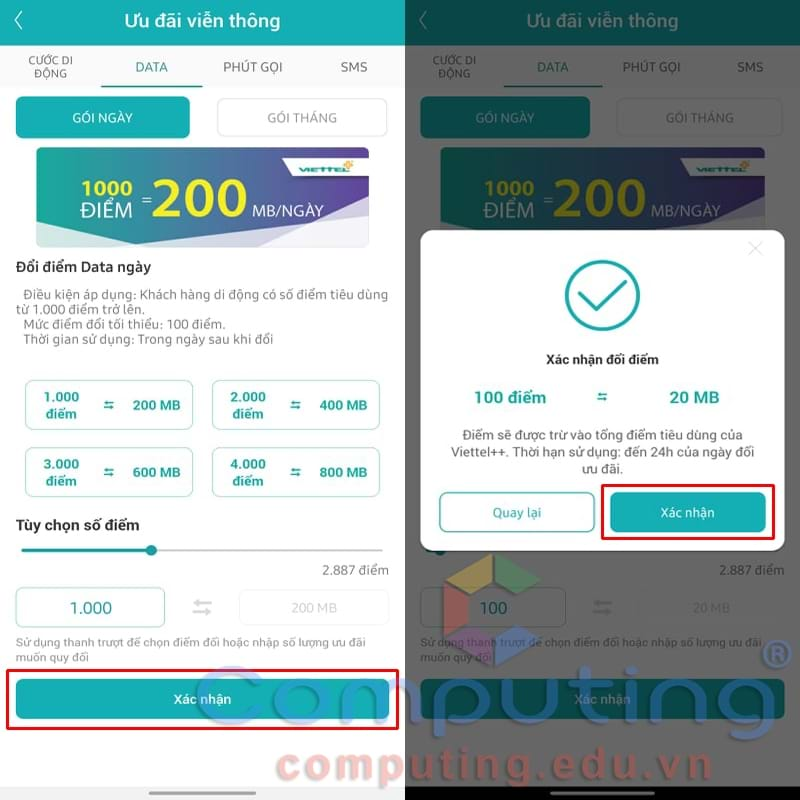 Ưu đãi viễn thông
CƯỚC DI
ĐỘNG
DATA
PHÚT GỌI
SMS
GÓI NGÀY
GÓI THÁNG
VIETTEL
1000
ĐIỂM
=
200
MB/NGÀY
Đổi điểm Data ngày
Điều kiện áp dụng: Khách hàng di động có số điểm tiêu dùng
từ 1.000 điểm trở lên.
Mức điểm đổi tối thiểu: 100 điểm.
Thời gian sử dụng: Trong ngày sau khi đổi
1.000
điểm
200 MB
2.000
điểm
400 MB
3.000
điểm
600 MB
4.000
điểm
800 MB
Tùy chọn số điểm
2.887 điểm
1.000
200 MB
Sử dụng thanh trượt để chọn điểm đổi hoặc nhập số lượng ưu đãi
muốn quy đổi
Xác nhận
Ưu đãi viễn thông
CƯỚC DI
ĐỘNG
DATA
PHÚT GỌI
SMS
GÓI NGÀY
GÓI THÁNG
VIETTEL
1000
ĐIỂM
=
200
MB/NGÀY
Xác nhận đổi điểm
100 điểm
20 MB
Điểm sẽ được trừ vào tổng điểm tiêu dùng của
Viettel++. Thời hạn sử dụng: đến 24h của ngày đổi
ưu đãi.
Quay lại
Xác nhận
2.887 điểm
100
20 MB
Sử dụng thanh trượt để chọn điểm đổi hoặc nhập số lượng ưu đãi
muốn quy đổi
Xác nhận
Computing®
computing.edu.vn